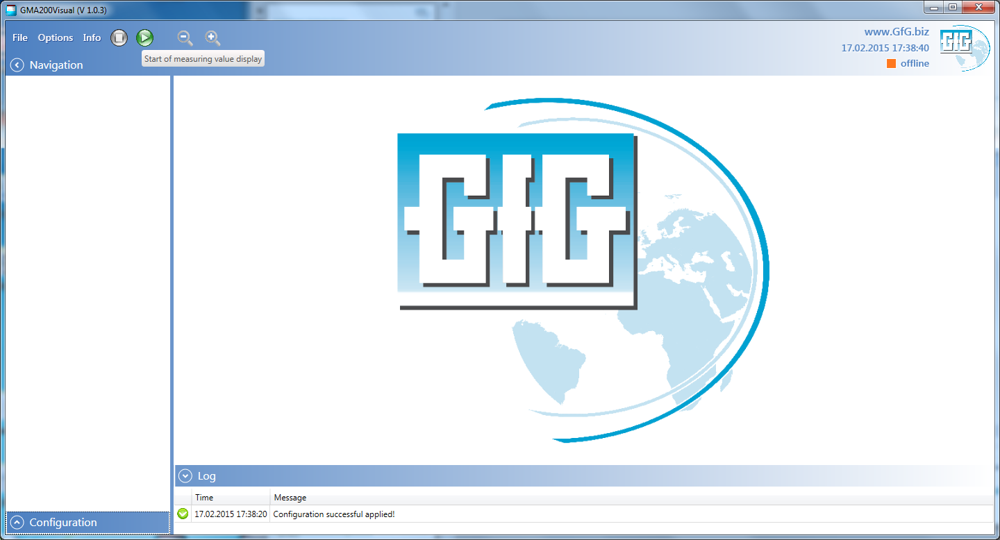 GMA200Visual (V 1.0.3)
File Options Info
www.GfG.biz
17.02.2015 17:38:40
offline
GfG
Start of measuring value display
Navigation
GfG
Log
Time Message
17.02.2015 17:38:20 Configuration successful applied!
Configuration